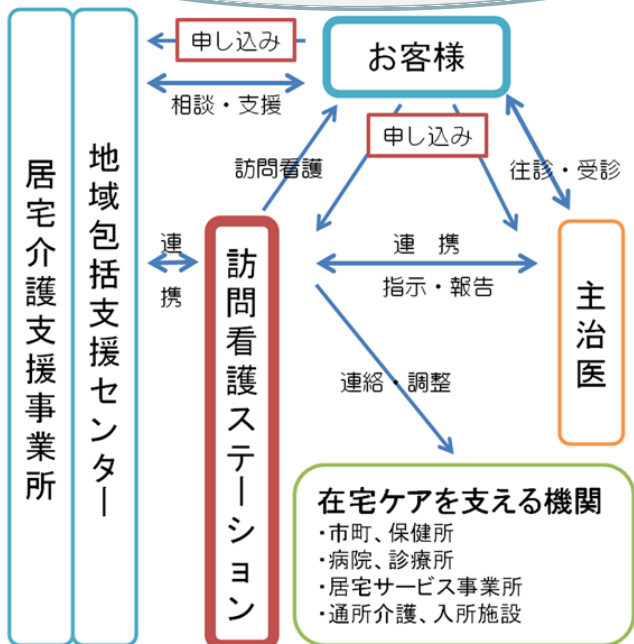 申し込み
お客様
相談・支援
申し込み
訪問看護
往診・受診
居宅介護支援事業所
地域包括支援センター
連
携
訪問看護ステーション
連 携
指示・報告
主治医
連絡・調整
在宅ケアを支える機関
・市町、保健所
・病院、診療所
・居宅サービス事業所
・通所介護、入所施設